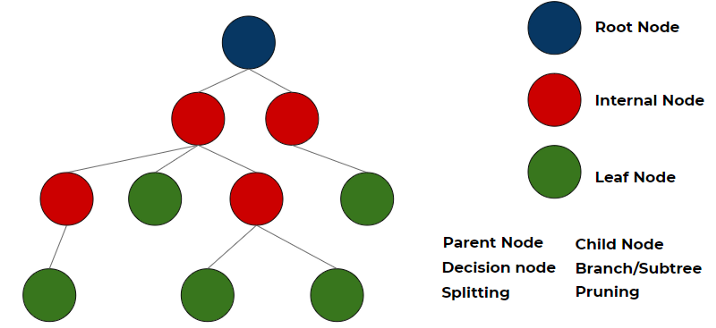 Root Node
Internal Node
Leaf Node
Parent Node
Child Node
Decision node
Branch/Subtree
Splitting
Pruning